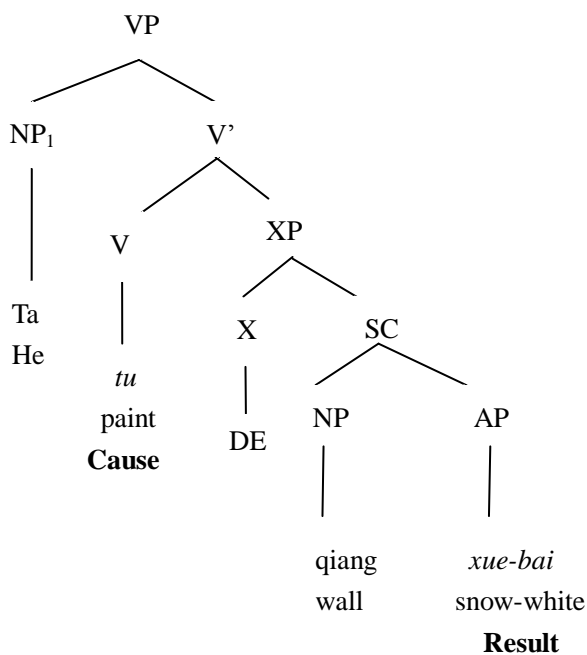 VP
NP₁ V’
V XP
Ta
He
X SC
tu
paint
Cause
DE
NP AP
qiang xue-bai
wall snow-white
Result